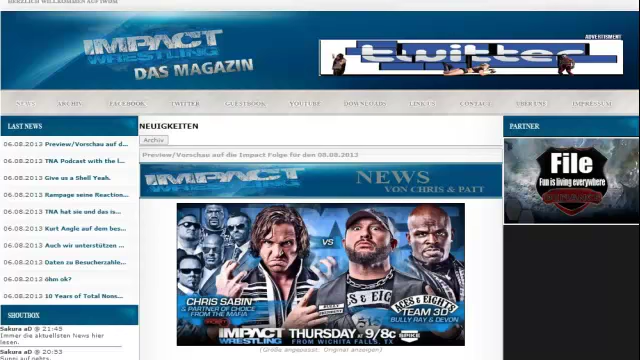 HERZLICH WILLKOMMEN AUF IWDM
IMPACT
WRESTLING
DAS MAGAZIN
ADVERTISMENT
twitter
NEWS ARCHIV FACEBOOK TWITTER GUESTBOOK YOUTUBE DOWNLOADS LINK US CONTACT ÜBER UNS IMPRESSUM
LAST NEWS
06.08.2013 Preview/Vorschau auf d...
06.08.2013 TNA Podcast with the l...
06.08.2013 Give us a Shell Yeah.
06.08.2013 Rampage seine Reaction...
06.08.2013 TNA hat sie und das is...
06.08.2013 Kurt Angle auf dem bes...
06.08.2013 Auch wir unterstützen ...
06.08.2013 Daten zu Besucherzahle...
06.08.2013 öhm ok?
06.08.2013 10 Years of Total Nons...
SHOUTBOX
Sakura aD @ 21:45
Immer die aktuellsten News hier
lesen.
Sakura aD @ 20:53
NEUIGKEITEN
Archiv
Preview/Vorschau auf die Impact Folge für den 08.08.2013
IMPACT
WRESTLING
NEWS
VON CHRIS & PATT
VS
CHRIS SABIN
& PARTNER OF CHOICE
FROM THE MAFIA
ACES & EIGHTS
TEAM 3D
BULLY RAY & DEVON
IMPACT
WRESTLING
THURSDAY 9/8c
FROM WICHITA FALLS, TX
SPIKE
(Größe angepasst. Original anzeigen)
PARTNER
File
Fun is living everywhere